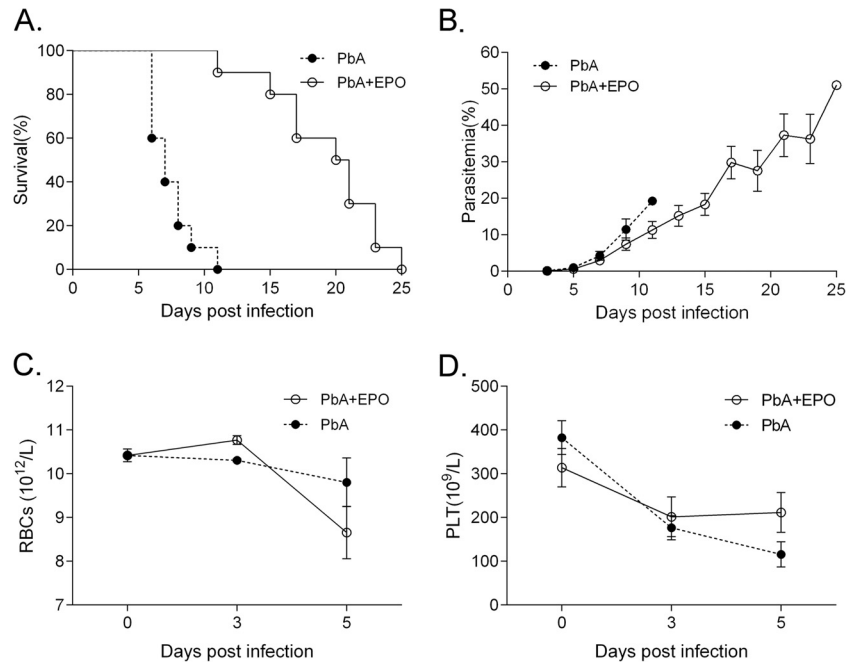 A.
PbA
PbA+EPO
Survival(%)
100
80
60
40
20
0
0 5 10 15 20 25
Days post infection
B.
PbA
PbA+EPO
Parasitemia(%)
60
50
40
30
20
10
0
0 5 10 15 20 25
Days post infection
C.
PbA+EPO
PbA
RBCs (10¹²/L)
12
11
10
9
8
7
0 3 5
Days post infection
D.
PbA+EPO
PbA
PLT(10⁹/L)
500
400
300
200
100
0
0 3 5
Days post infection